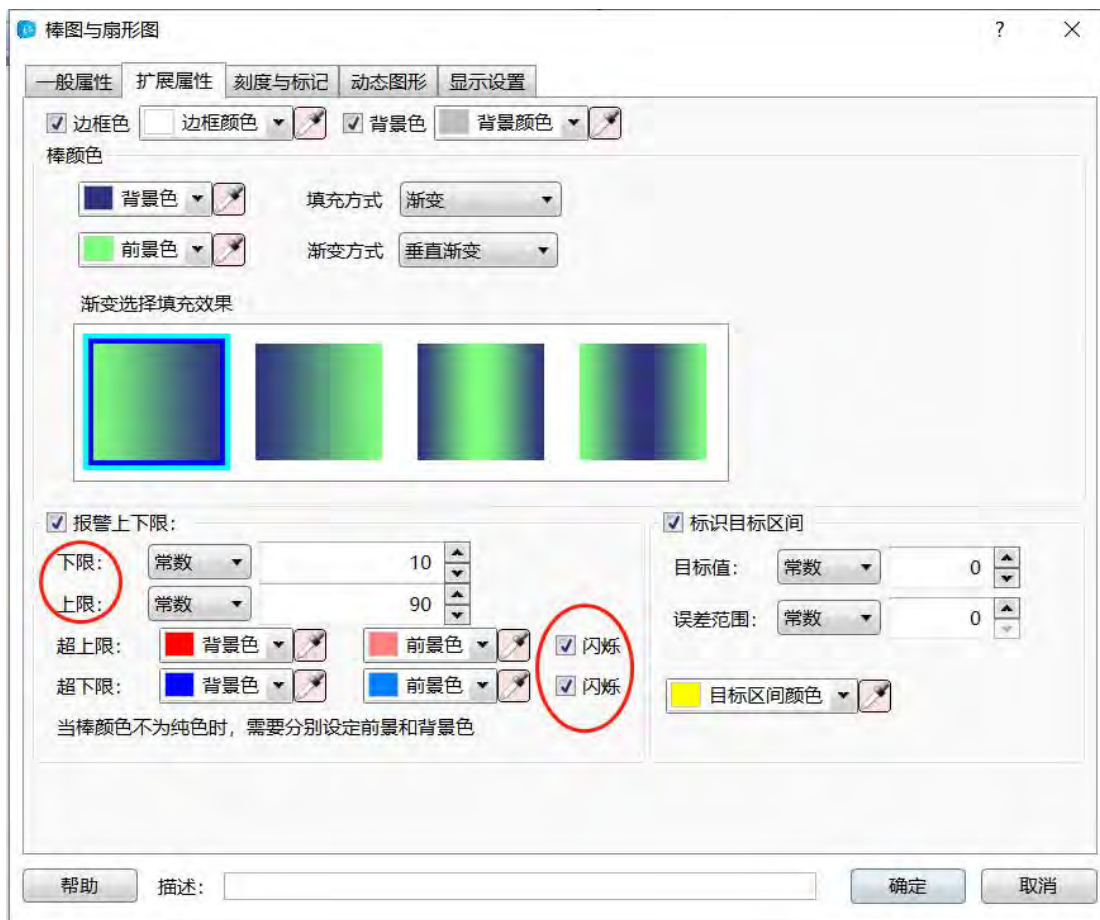 棒图与扇形图 ?
一般属性 扩展属性 刻度与标记 动态图形 显示设置
边框色 边框颜色 背景色 背景颜色
棒颜色
背景色 填充方式 渐变
前景色 渐变方式 垂直渐变
渐变选择填充效果
报警上下限: 标识目标区间
下限: 常数 10
目标值: 常数 0
上限: 常数 90
误差范围: 常数 0
超上限: 背景色 前景色 闪烁
超下限: 背景色 前景色 闪烁
目标区间颜色
当棒颜色不为纯色时，需要分别设定前景和背景色
帮助 描述: 确定 取消